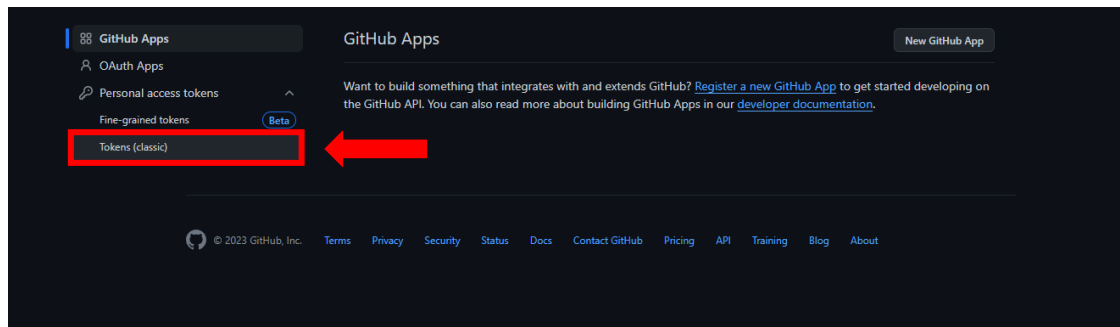 GitHub Apps
OAuth Apps
Personal access tokens
Fine-grained tokens Beta
Tokens (classic)
GitHub Apps
New GitHub App
Want to build something that integrates with and extends GitHub? Register a new GitHub App to get started developing on
the GitHub API. You can also read more about building GitHub Apps in our developer documentation.
© 2023 GitHub, Inc. Terms Privacy Security Status Docs Contact GitHub Pricing API Training Blog About